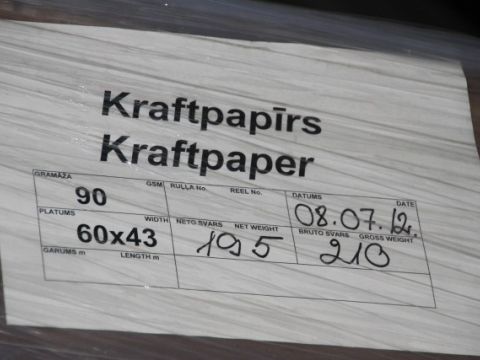 Kraftpapīrs
Kraftpaper
GRAMĀŽA GSM RUĻĻA No. REEL No. DATUMS DATE
90 08.07.12.
PLATUMS WIDTH NETO SVARS NET WEIGHT BRUTO SVARS GROSS WEIGHT
60x43 195 210
GARUMS m LENGTH m